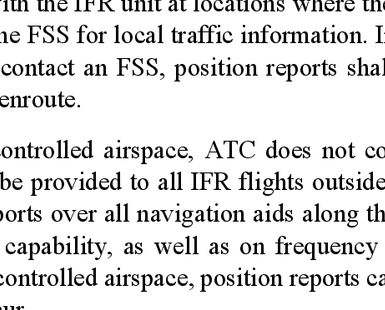 with the IFR unit at locations where the
he FSS for local traffic information. I
contact an FSS, position reports shal
enroute.
controlled airspace, ATC does not co
be provided to all IFR flights outside
ports over all navigation aids along th
capability, as well as on frequency
controlled airspace, position reports ca
our